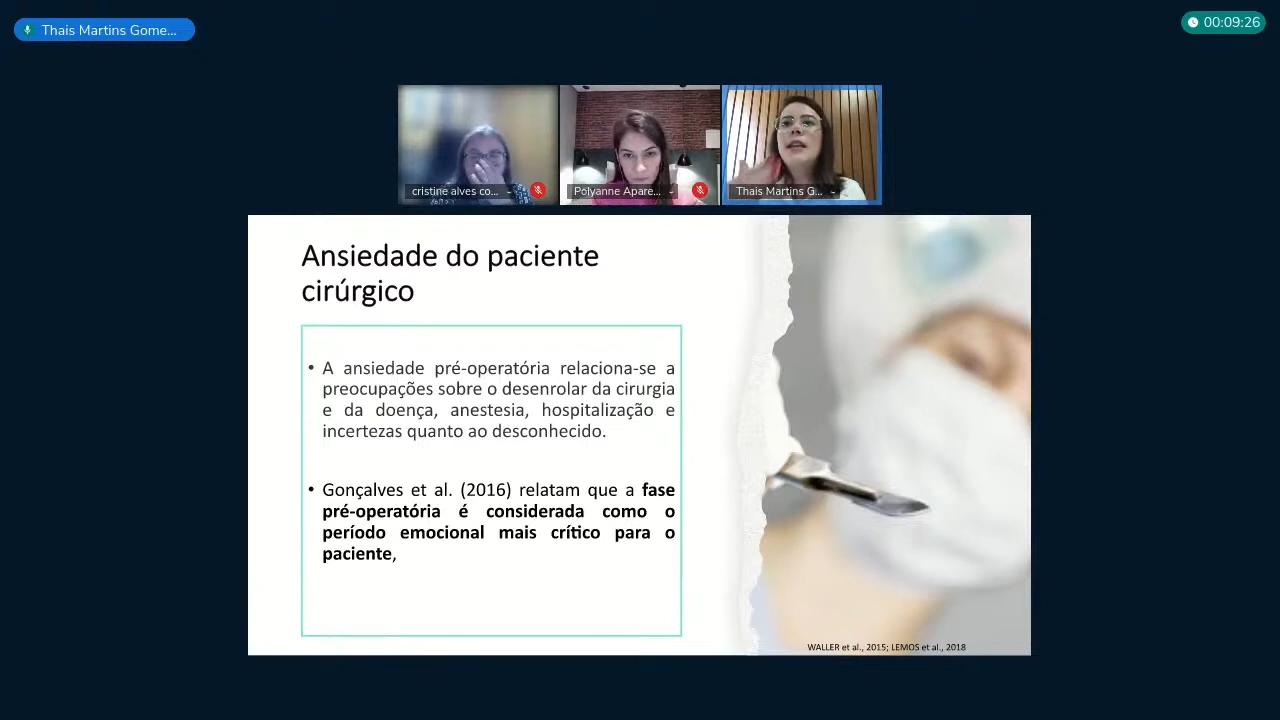 Thais Martins Gome...
00:09:26
cristine alves co...
Polyanne Apare...
Thais Martins G...
Ansiedade do paciente
cirúrgico
• A ansiedade pré-operatória relaciona-se a
preocupações sobre o desenrolar da cirurgia
e da doença, anestesia, hospitalização e
incertezas quanto ao desconhecido.
• Gonçalves et al. (2016) relatam que a fase
pré-operatória é considerada como o
período emocional mais crítico para o
paciente,
WALLER et al., 2015; LEMOS et al., 2018